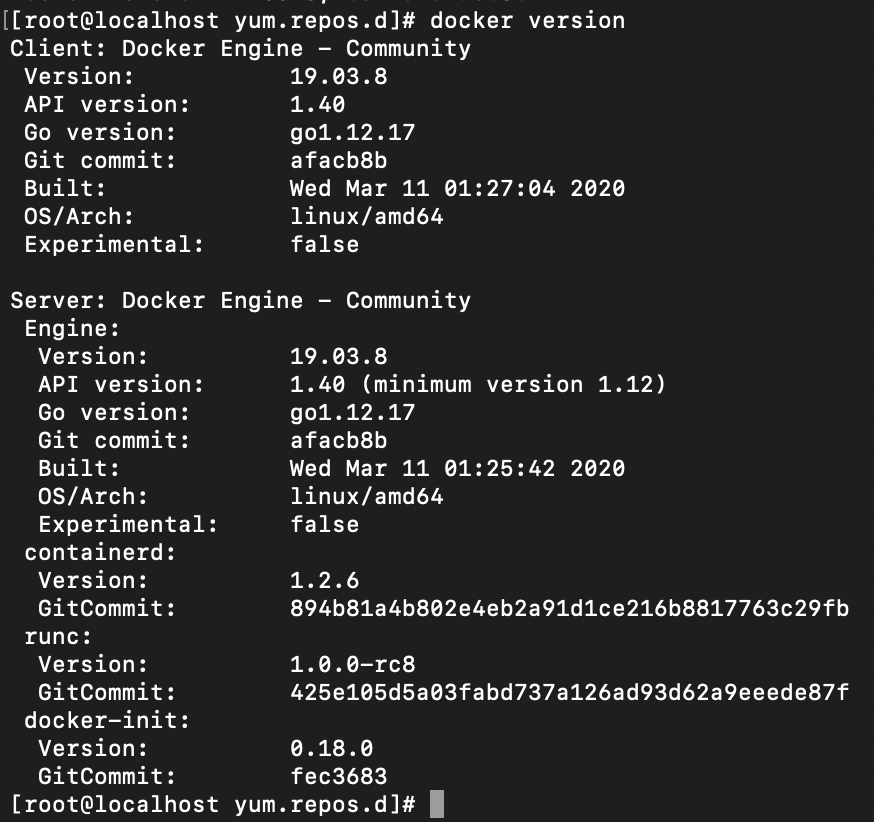 [[root@localhost yum.repos.d]# docker version
Client: Docker Engine - Community
 Version:           19.03.8
 API version:       1.40
 Go version:        go1.12.17
 Git commit:        afacb8b
 Built:             Wed Mar 11 01:27:04 2020
 OS/Arch:           linux/amd64
 Experimental:      false

Server: Docker Engine - Community
 Engine:
  Version:          19.03.8
  API version:      1.40 (minimum version 1.12)
  Go version:       go1.12.17
  Git commit:       afacb8b
  Built:            Wed Mar 11 01:25:42 2020
  OS/Arch:          linux/amd64
  Experimental:     false
 containerd:
  Version:          1.2.6
  GitCommit:        894b81a4b802e4eb2a91d1ce216b8817763c29fb
 runc:
  Version:          1.0.0-rc8
  GitCommit:        425e105d5a03fabd737a126ad93d62a9eeede87f
 docker-init:
  Version:          0.18.0
  GitCommit:        fec3683
[root@localhost yum.repos.d]#